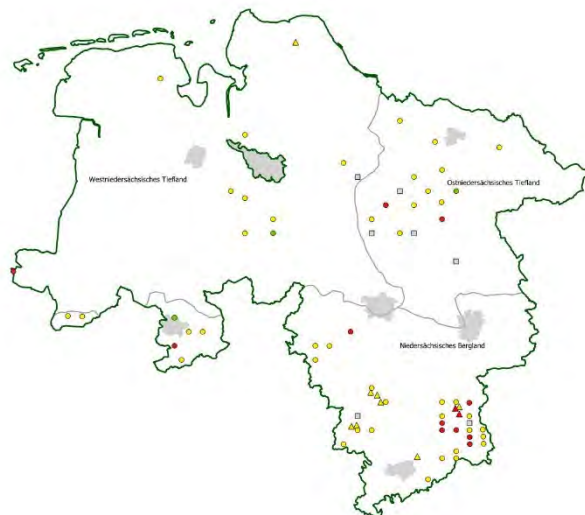 Westniedersächsisches Tiefland
Ostniedersächsisches Tiefland
Niedersächsisches Bergland